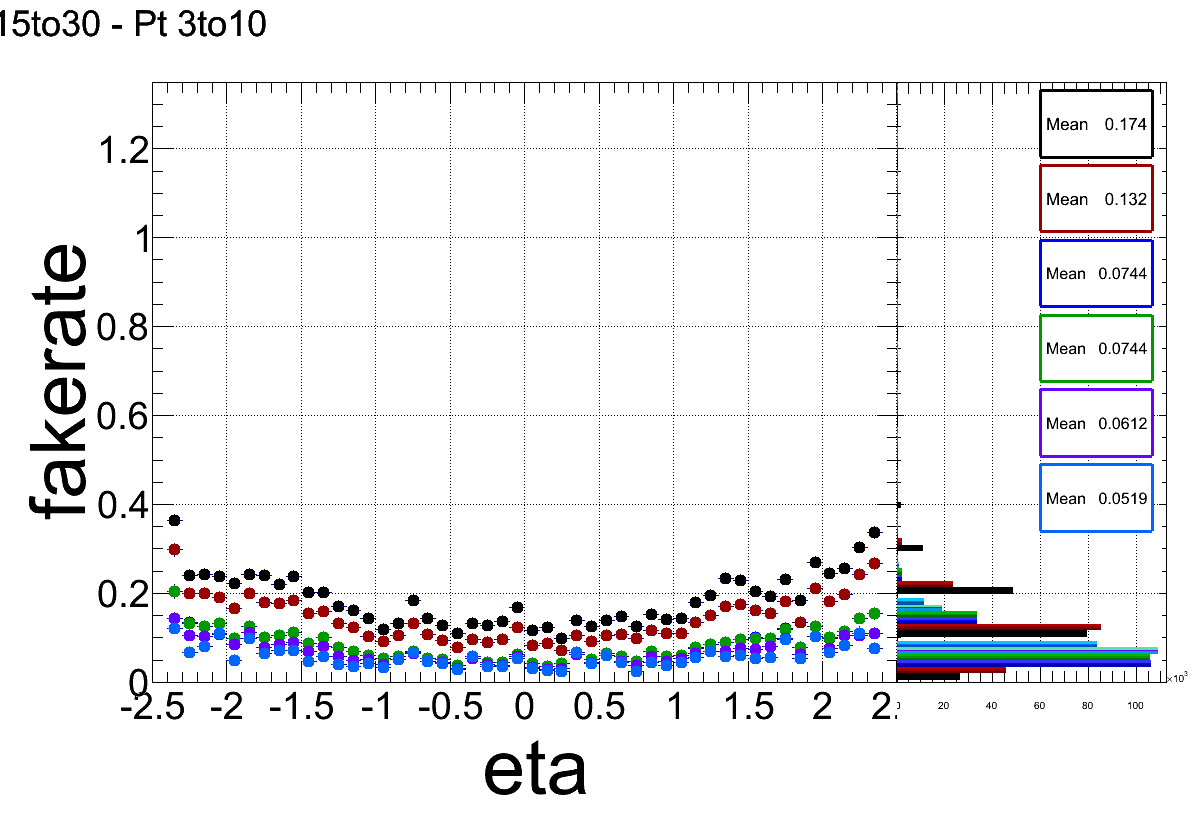 15to30 - Pt 3to10
fakerate
1.2
1
0.8
0.6
0.4
0.2
0
-2.5 -2 -1.5 -1 -0.5 0 0.5 1 1.5 2 2.
eta
Mean 0.174
Mean 0.132
Mean 0.0744
Mean 0.0744
Mean 0.0612
Mean 0.0519
20 40 60 80 100
×10³